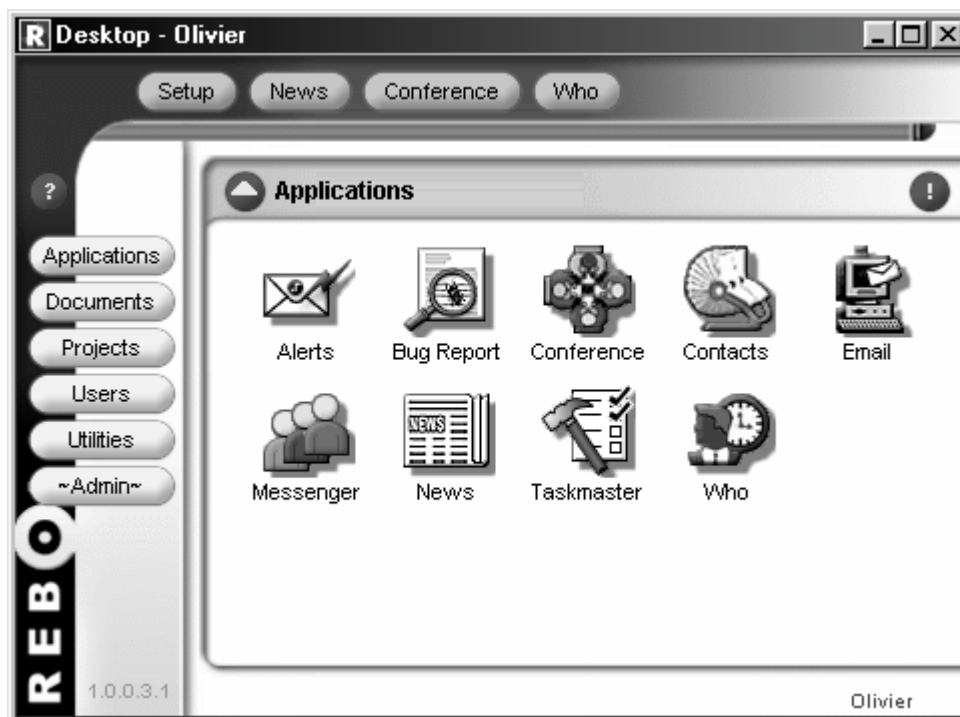 R Desktop - Olivier
Setup News Conference Who
?
Applications !
Applications
Documents
Projects
Users
Utilities
~Admin~
Alerts Bug Report Conference Contacts Email
NEWS
Messenger News Taskmaster Who
REBO
1.0.0.3.1
Olivier